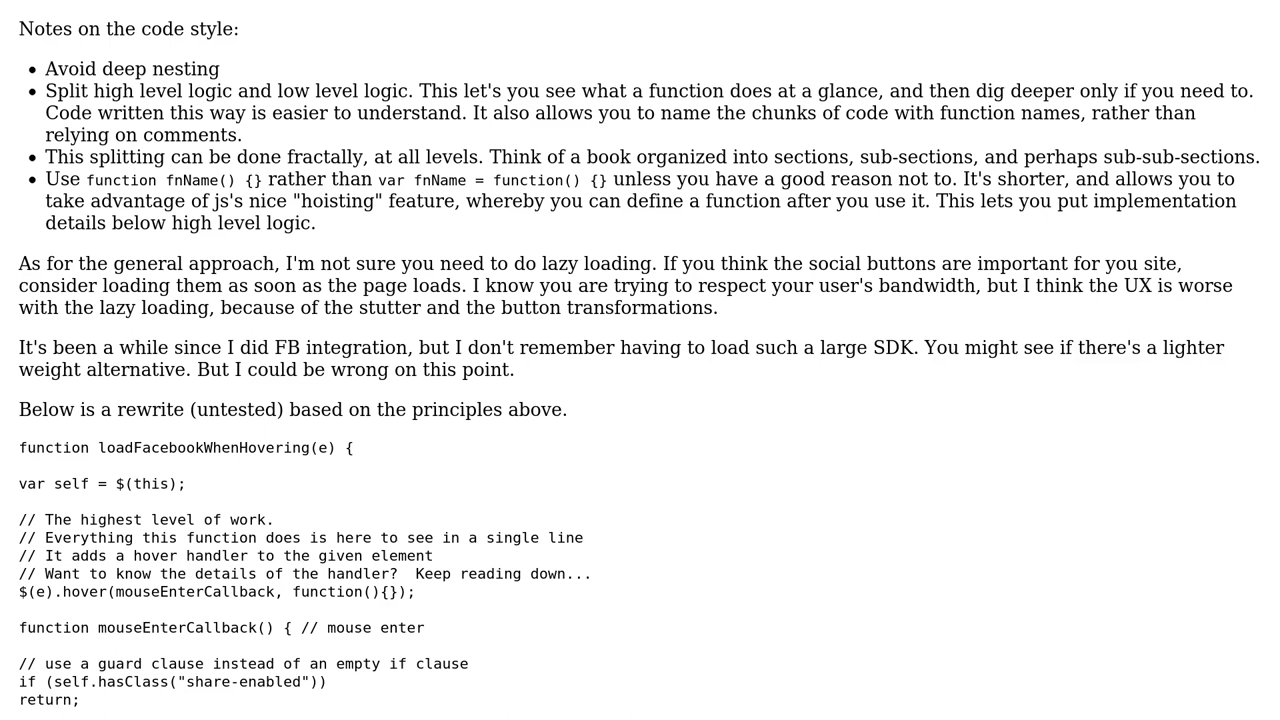 Notes on the code style:
Avoid deep nesting
Split high level logic and low level logic. This let's you see what a function does at a glance, and then dig deeper only if you need to.
Code written this way is easier to understand. It also allows you to name the chunks of code with function names, rather than
relying on comments.
This splitting can be done fractally, at all levels. Think of a book organized into sections, sub-sections, and perhaps sub-sub-sections.
Use function fnName() {} rather than var fnName = function() {} unless you have a good reason not to. It's shorter, and allows you to
take advantage of js's nice "hoisting" feature, whereby you can define a function after you use it. This lets you put implementation
details below high level logic.
As for the general approach, I'm not sure you need to do lazy loading. If you think the social buttons are important for you site,
consider loading them as soon as the page loads. I know you are trying to respect your user's bandwidth, but I think the UX is worse
with the lazy loading, because of the stutter and the button transformations.
It's been a while since I did FB integration, but I don't remember having to load such a large SDK. You might see if there's a lighter
weight alternative. But I could be wrong on this point.
Below is a rewrite (untested) based on the principles above.
function loadFacebookWhenHovering(e) {
var self = $(this);
// The highest level of work.
// Everything this function does is here to see in a single line
// It adds a hover handler to the given element
// Want to know the details of the handler?  Keep reading down...
$(e).hover(mouseEnterCallback, function(){});
function mouseEnterCallback() { // mouse enter
// use a guard clause instead of an empty if clause
if (self.hasClass("share-enabled"))
return;